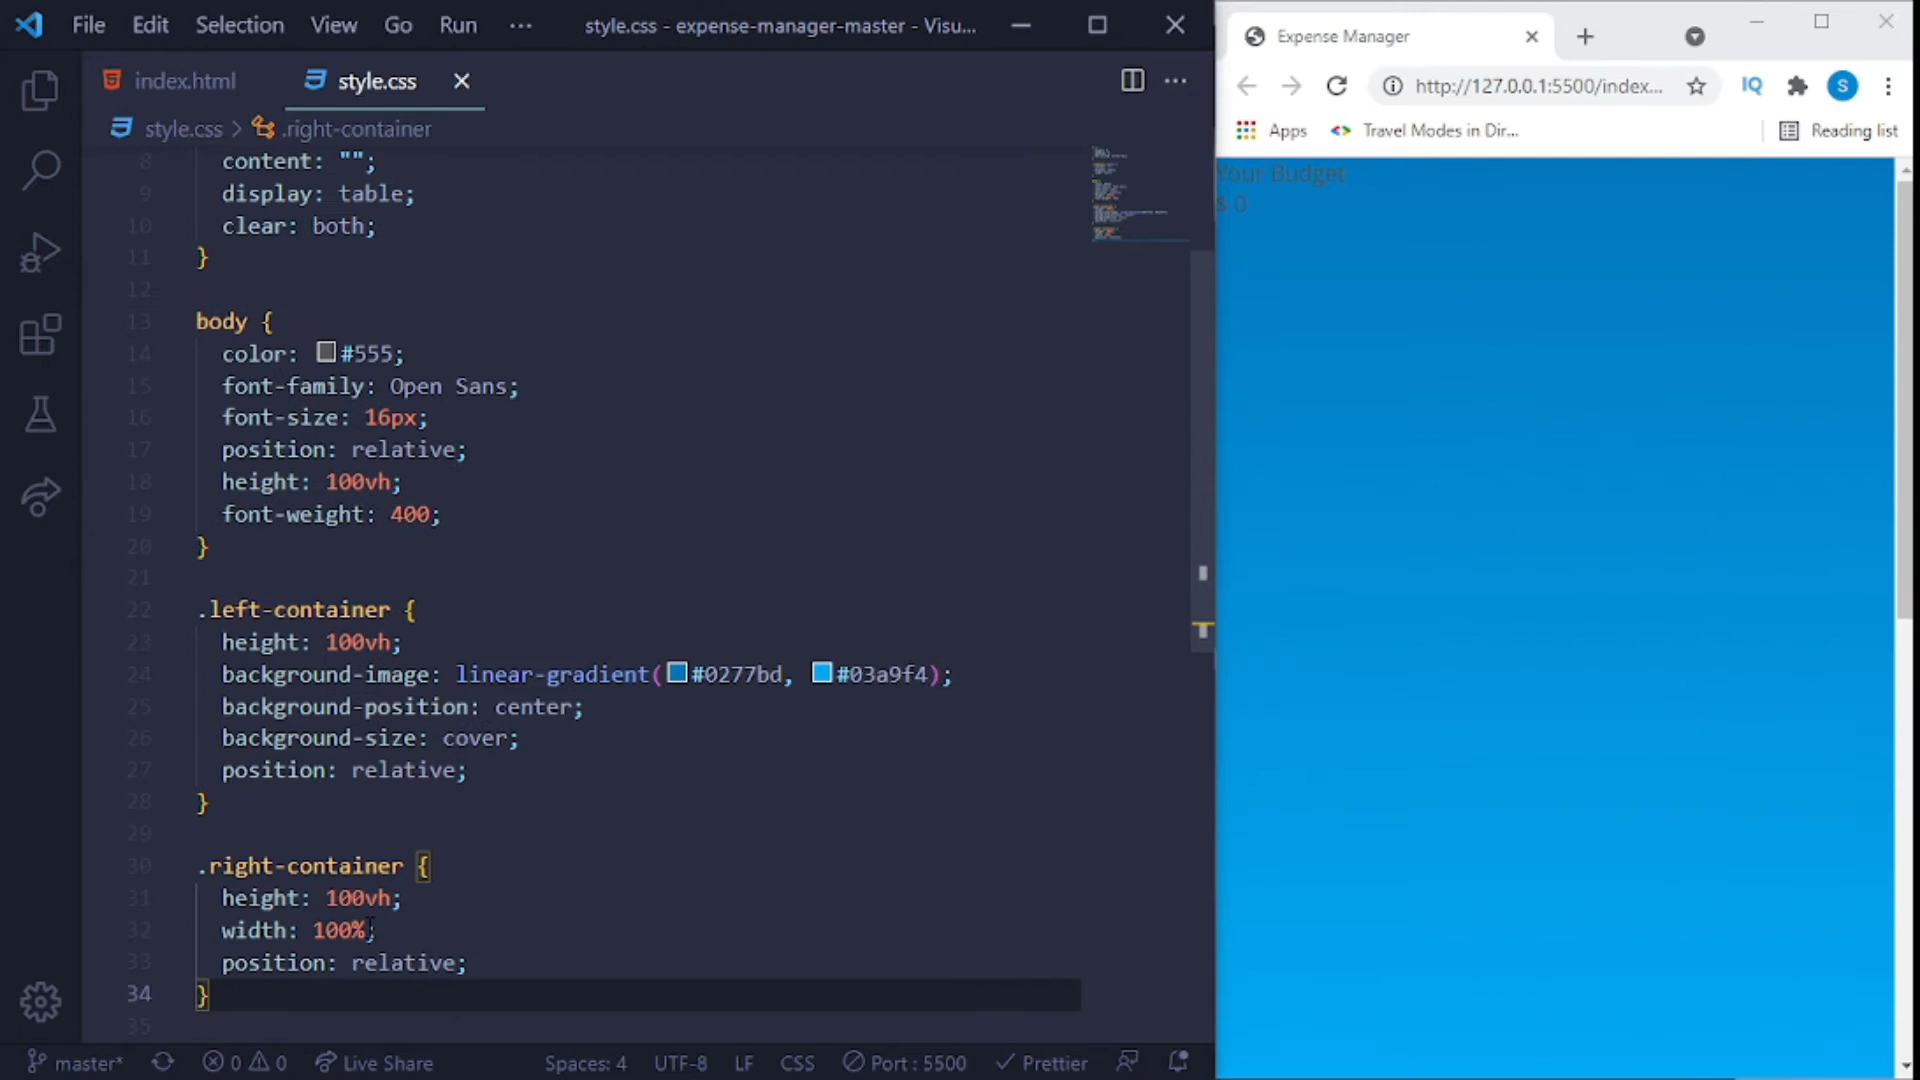 File Edit Selection View Go Run ··· style.css - expense-manager-master - Visu...
index.html style.css
style.css > .right-container
8 content: "";
9 display: table;
10 clear: both;
11 }
12
13 body {
14 color: #555;
15 font-family: Open Sans;
16 font-size: 16px;
17 position: relative;
18 height: 100vh;
19 font-weight: 400;
20 }
21
22 .left-container {
23 height: 100vh;
24 background-image: linear-gradient(#0277bd, #03a9f4);
25 background-position: center;
26 background-size: cover;
27 position: relative;
28 }
29
30 .right-container {
31 height: 100vh;
32 width: 100%;
33 position: relative;
34 }
35
master* 0 0 Live Share Spaces: 4 UTF-8 LF CSS Port : 5500 Prettier
Expense Manager
http://127.0.0.1:5500/index... IQ S
Apps Travel Modes in Dir... Reading list
Your Budget
$ 0